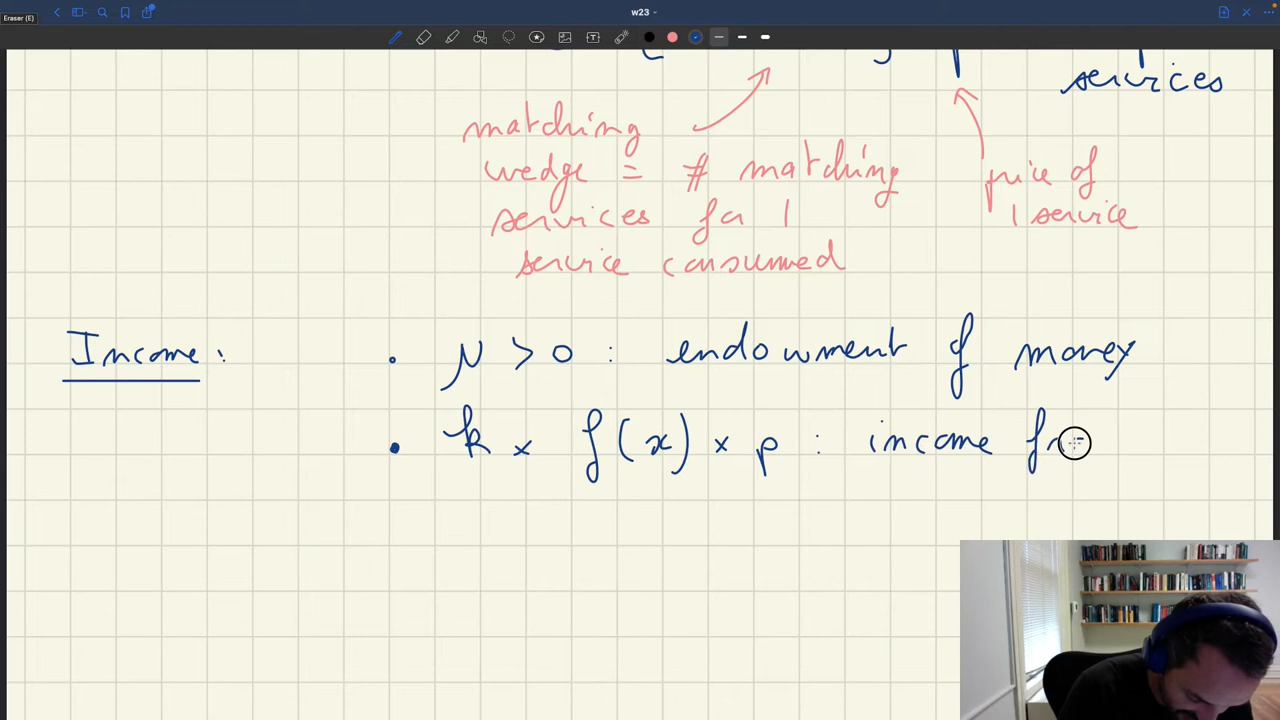 Eraser (E)
w23
services
matching
wedge = # matching
services for 1
service consumed
price of
1 service
Income:
• μ > 0 : endowment of money
• k × f(x) × p : income fr